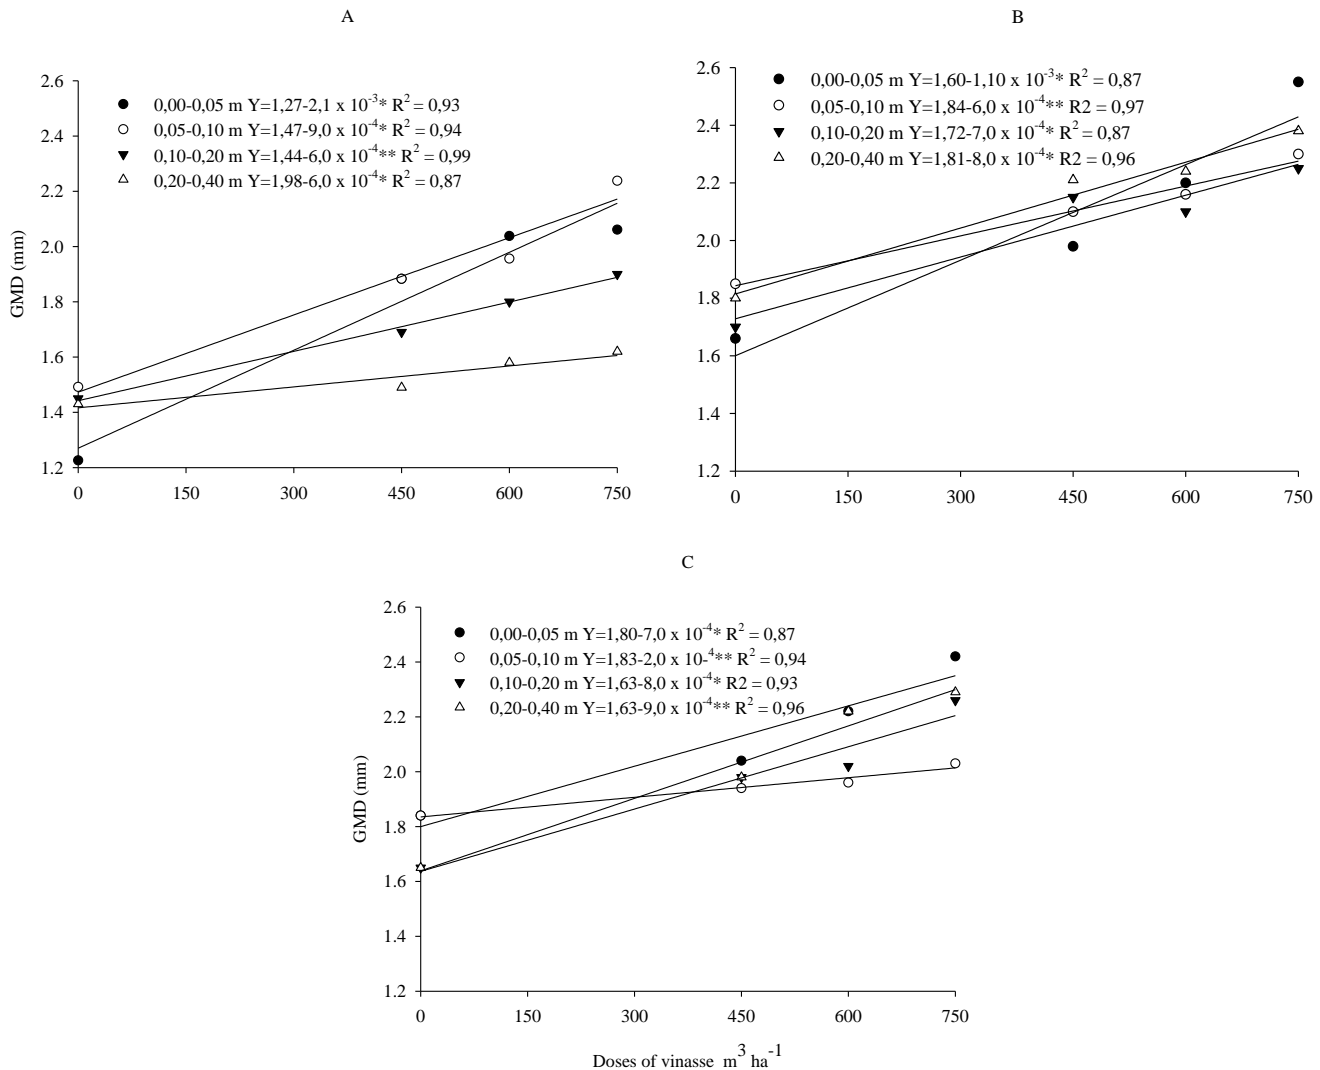 A
2.6
2.4
2.2
2.0
1.8
1.6
1.4
1.2
GMD (mm)
0,00-0,05 m Y=1,27-2,1 x 10⁻³* R² = 0,93
0,05-0,10 m Y=1,47-9,0 x 10⁻⁴* R² = 0,94
0,10-0,20 m Y=1,44-6,0 x 10⁻⁴** R² = 0,99
0,20-0,40 m Y=1,98-6,0 x 10⁻⁴* R² = 0,87
0 150 300 450 600 750
B
2.6
2.4
2.2
2.0
1.8
1.6
1.4
1.2
0,00-0,05 m Y=1,60-1,10 x 10⁻³* R² = 0,87
0,05-0,10 m Y=1,84-6,0 x 10⁻⁴** R2 = 0,97
0,10-0,20 m Y=1,72-7,0 x 10⁻⁴* R² = 0,87
0,20-0,40 m Y=1,81-8,0 x 10⁻⁴* R2 = 0,96
0 150 300 450 600 750
C
2.6
2.4
2.2
2.0
1.8
1.6
1.4
1.2
GMD (mm)
0,00-0,05 m Y=1,80-7,0 x 10⁻⁴* R² = 0,87
0,05-0,10 m Y=1,83-2,0 x 10-⁴** R² = 0,94
0,10-0,20 m Y=1,63-8,0 x 10⁻⁴* R2 = 0,93
0,20-0,40 m Y=1,63-9,0 x 10⁻⁴** R² = 0,96
0 150 300 450 600 750
Doses of vinasse m³ ha⁻¹